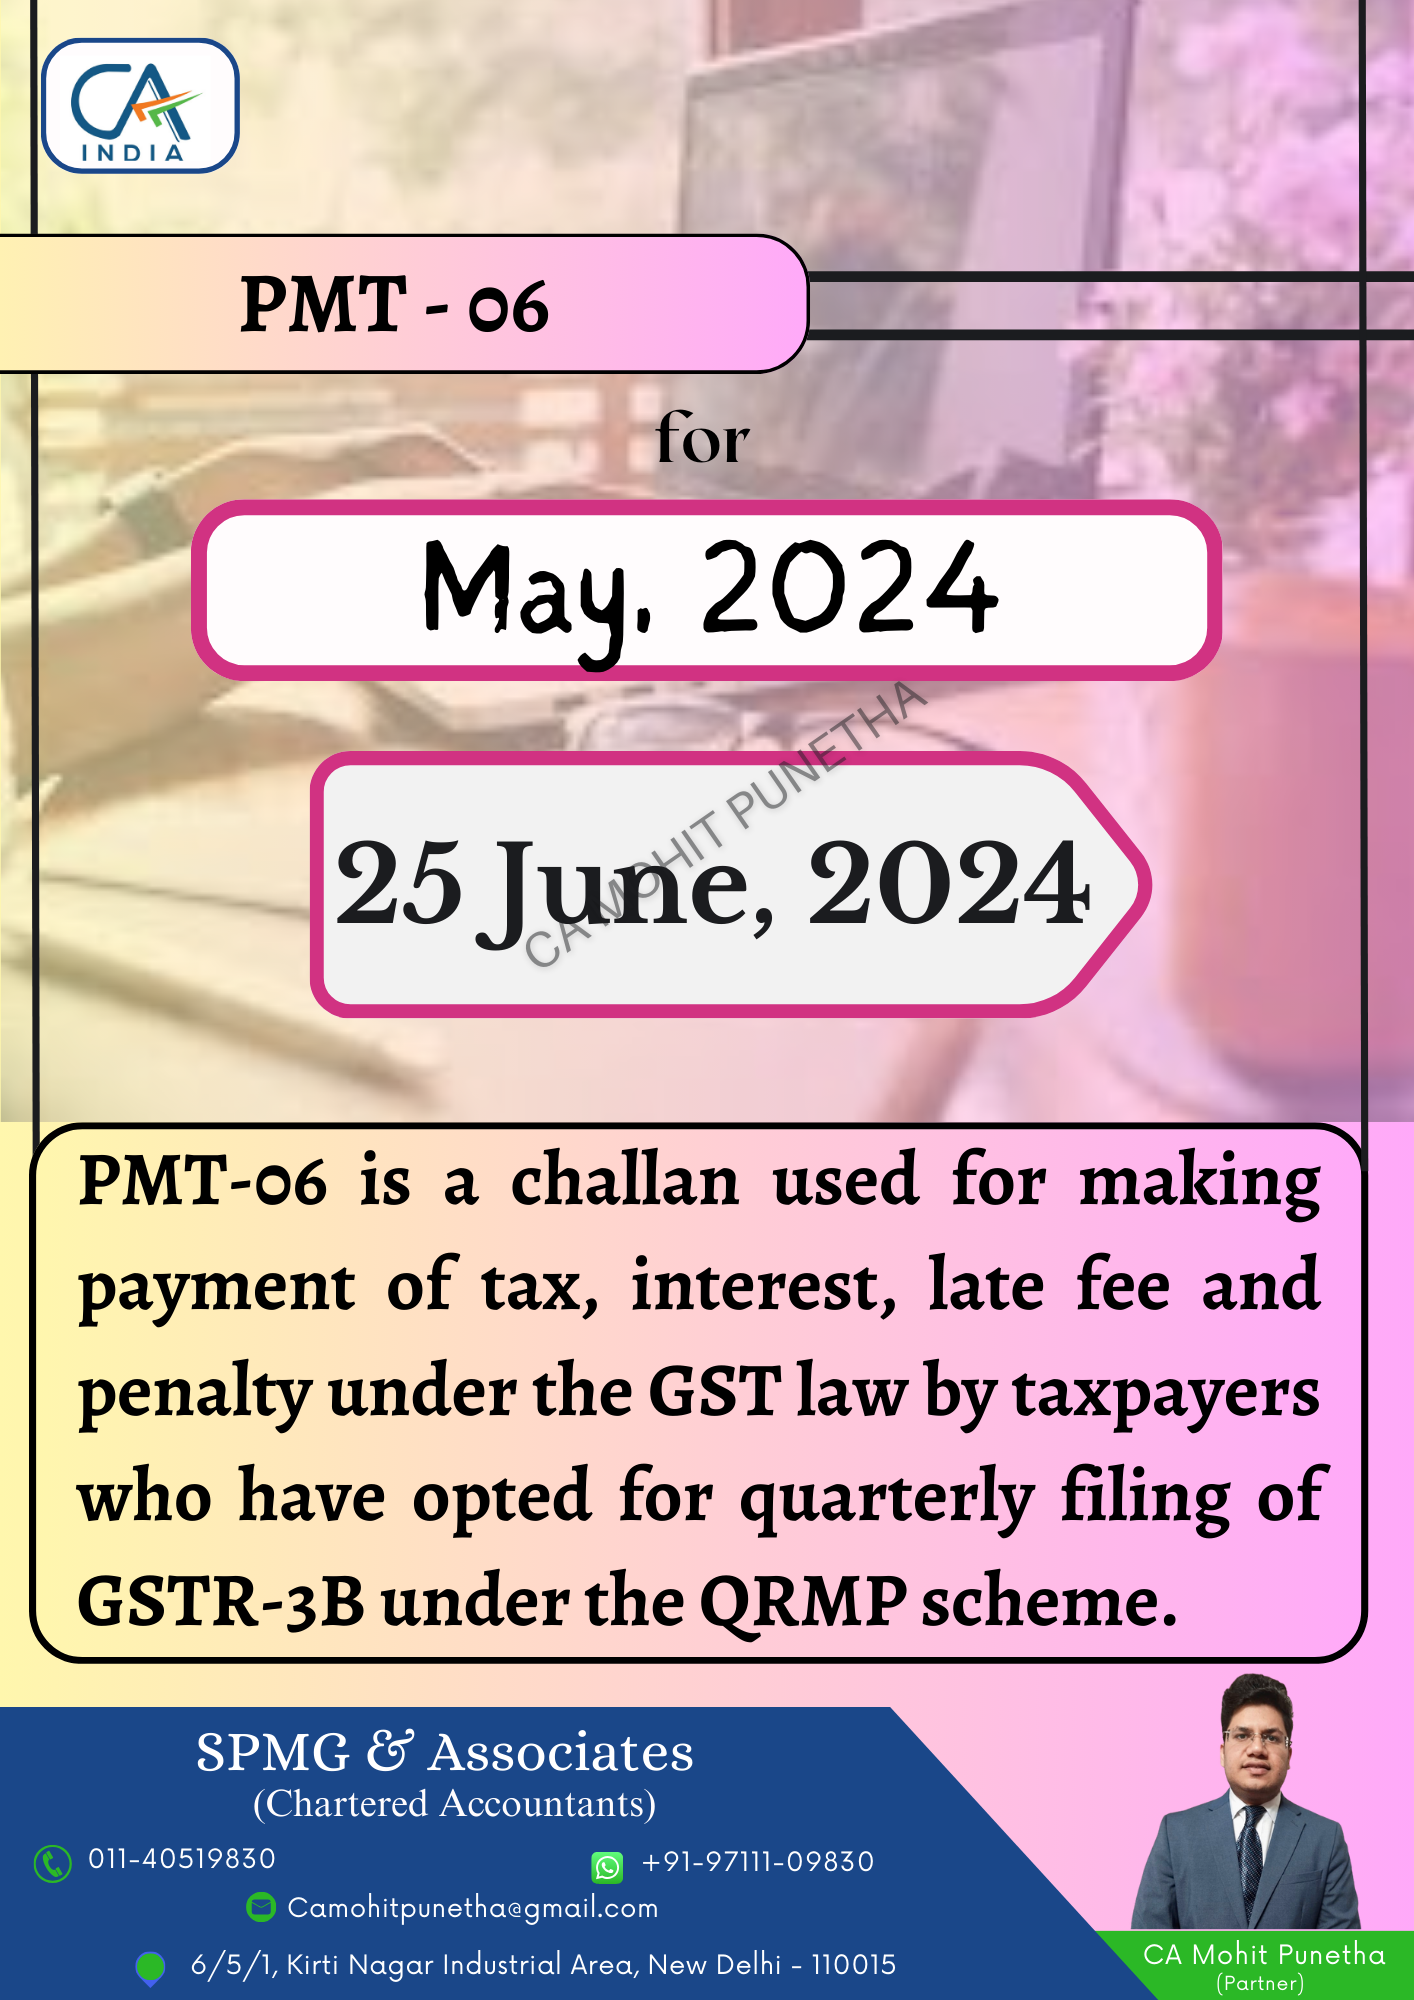 CA
INDIA
PMT - 06
for
May, 2024
25 June, 2024
CA MOHIT PUNETHA
PMT-06 is a challan used for making
payment of tax, interest, late fee and
penalty under the GST law by taxpayers
who have opted for quarterly filing of
GSTR-3B under the QRMP scheme.
SPMG & Associates
(Chartered Accountants)
011-40519830
+91-97111-09830
Camohitpunetha@gmail.com
6/5/1, Kirti Nagar Industrial Area, New Delhi - 110015
CA Mohit Punetha
(Partner)